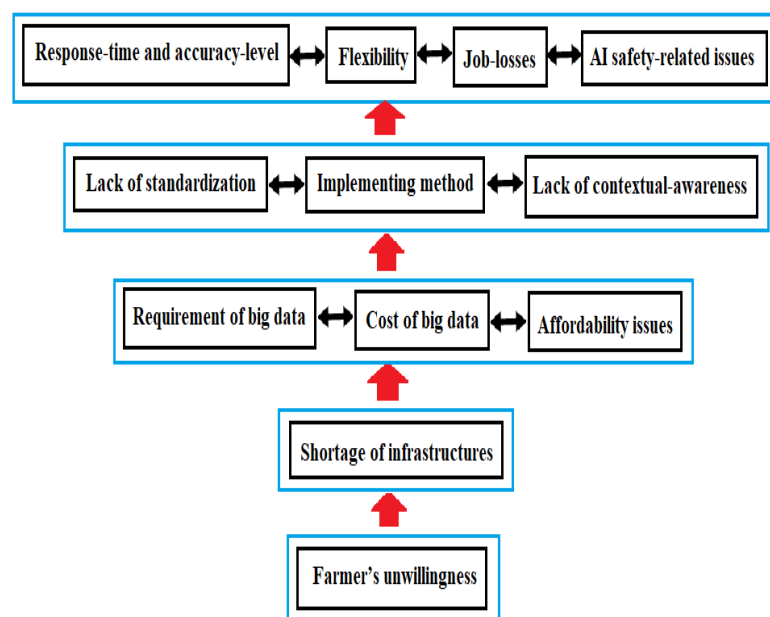 Response-time and accuracy-level
Flexibility
Job-losses
AI safety-related issues
Lack of standardization
Implementing method
Lack of contextual-awareness
Requirement of big data
Cost of big data
Affordability issues
Shortage of infrastructures
Farmer's unwillingness